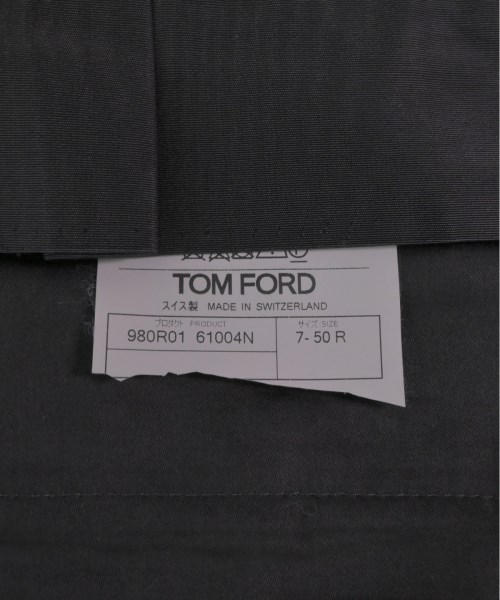 TOM FORD
スイス製 MADE IN SWITZERLAND
プロダクト PRODUCT サイズ SIZE
980R01 61004N 7-50 R